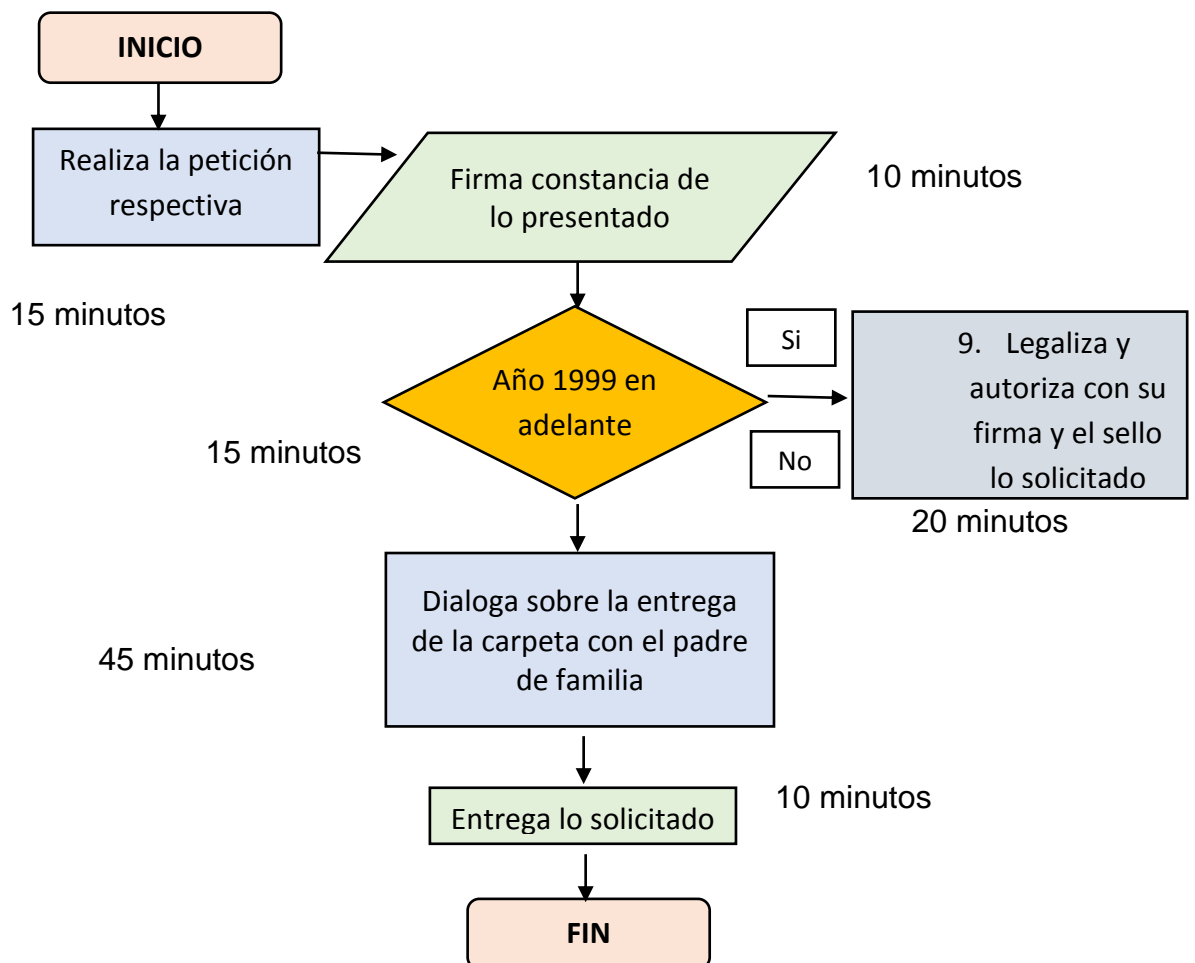 INICIO
Realiza la petición
respectiva
Firma constancia de
lo presentado
10 minutos
15 minutos
Año 1999 en
adelante
Si
No
9. Legaliza y
autoriza con su
firma y el sello
lo solicitado
15 minutos
20 minutos
Dialoga sobre la entrega
de la carpeta con el padre
de familia
45 minutos
Entrega lo solicitado
10 minutos
FIN